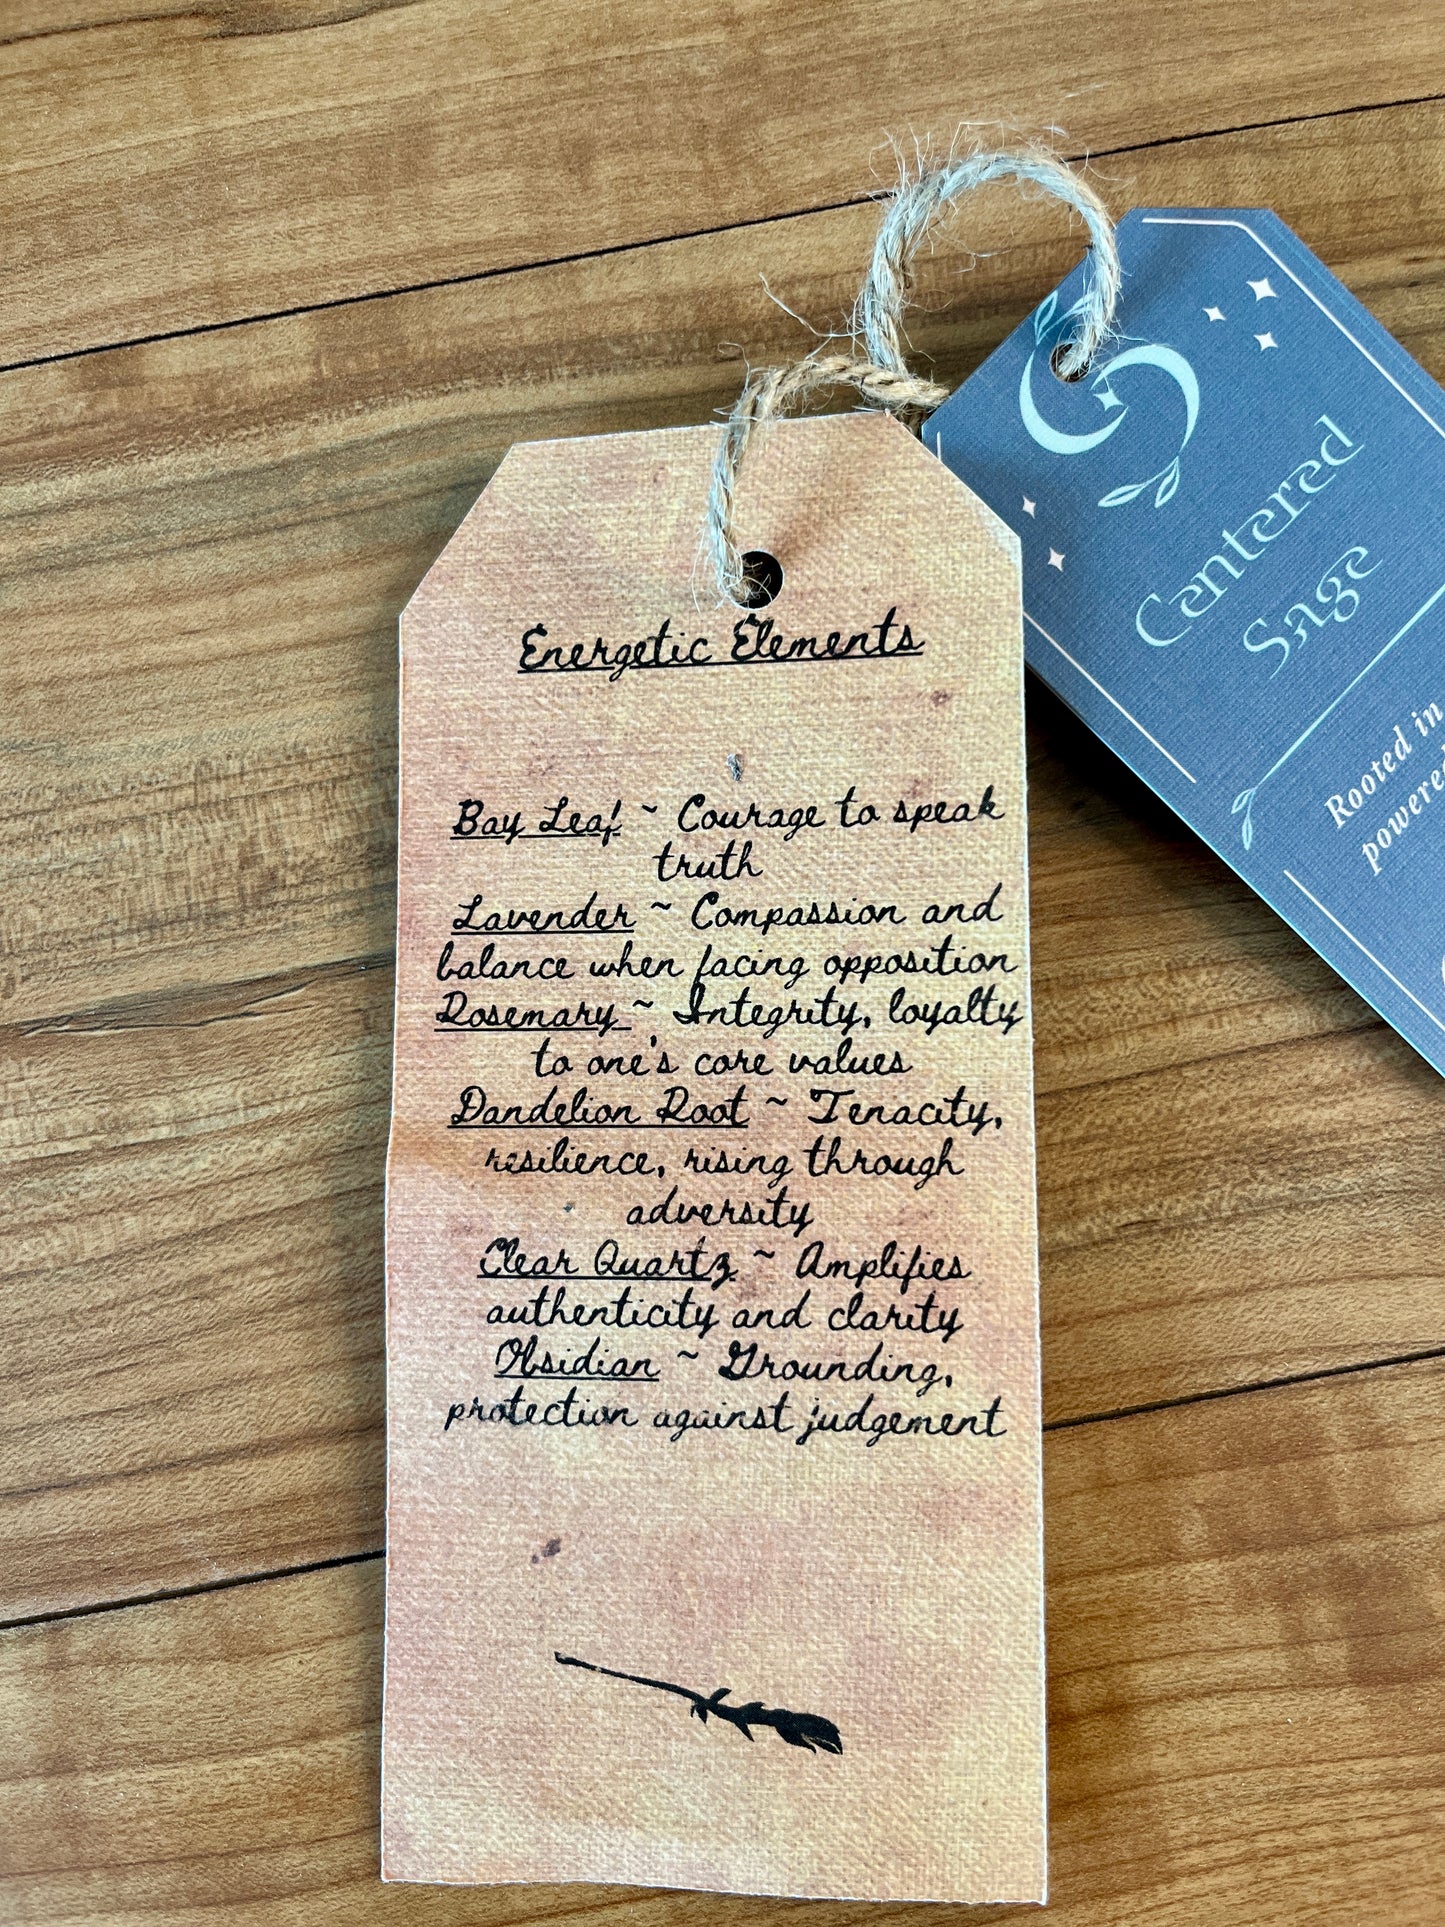 Energetic Elements
Bay Leaf ~ Courage to speak
truth
Lavender ~ Compassion and
balance when facing opposition
Rosemary ~ Integrity, loyalty
to one's core values
Dandelion Root ~ Tenacity,
resilience, rising through
adversity
Clear Quartz ~ Amplifies
authenticity and clarity
Obsidian ~ Grounding,
protection against judgement
Centered
Sage
Rooted in
powered